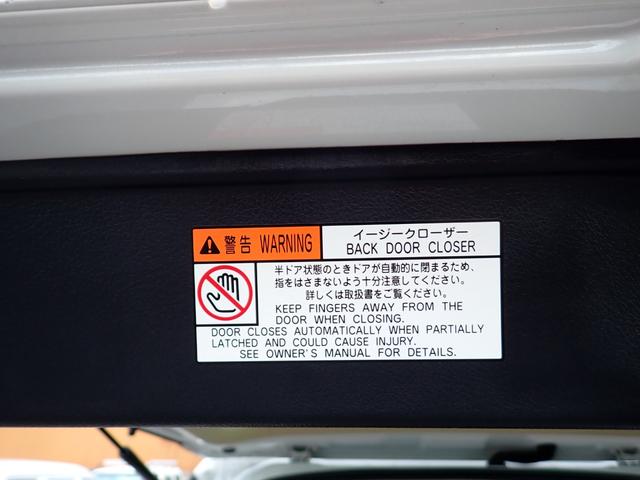 警告 WARNING
イージークローザー
BACK DOOR CLOSER
半ドア状態のときドアが自動的に閉まるため、
指をはさまないよう十分注意してください。
詳しくは取扱書をご覧ください。
KEEP FINGERS AWAY FROM THE
DOOR WHEN CLOSING.
DOOR CLOSES AUTOMATICALLY WHEN PARTIALLY
LATCHED AND COULD CAUSE INJURY.
SEE OWNER'S MANUAL FOR DETAILS.